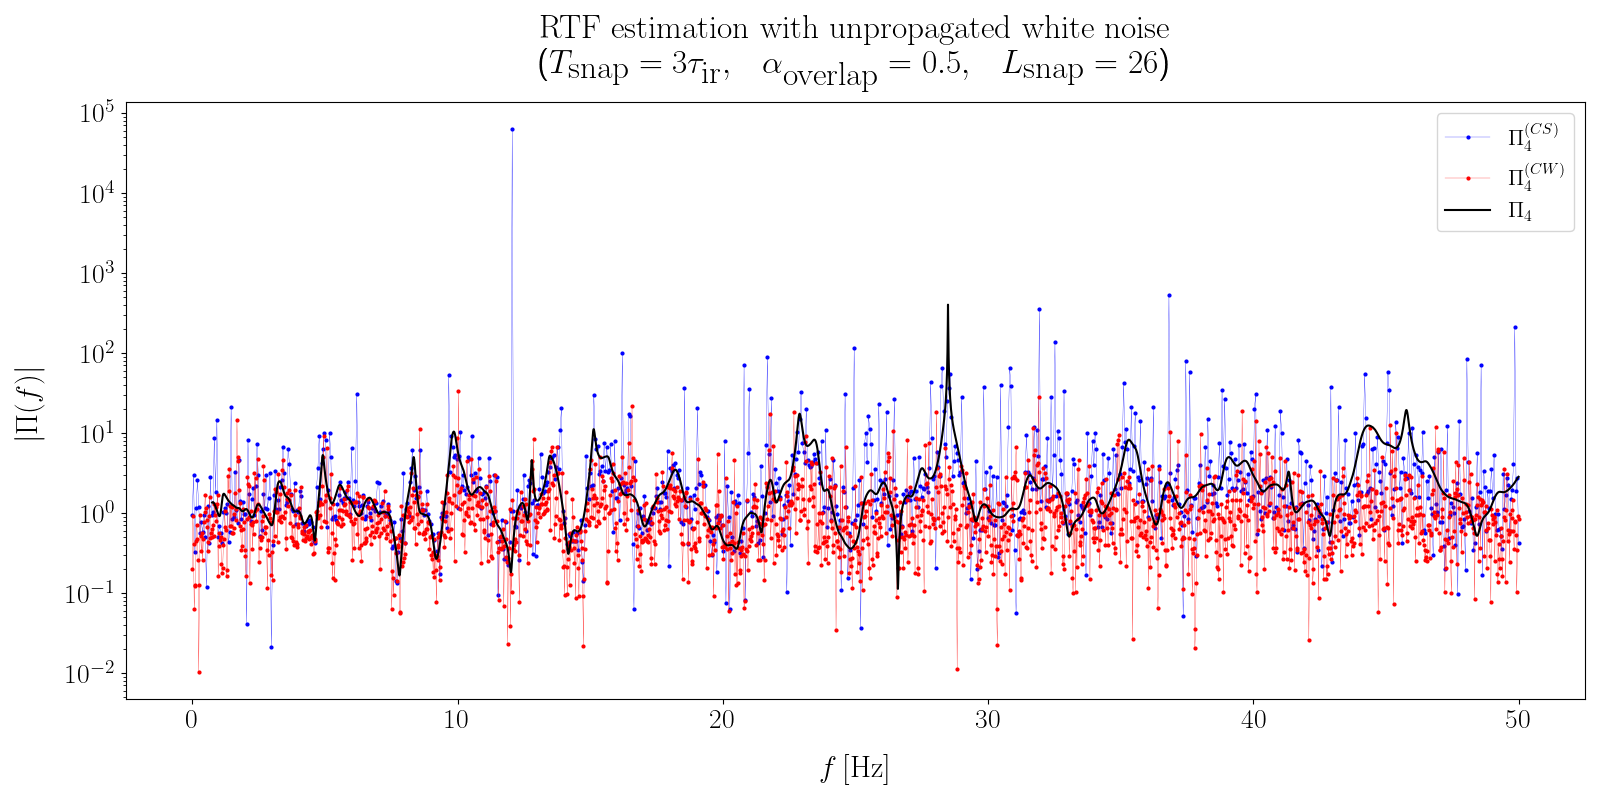 RTF estimation with unpropagated white noise
(T_snap = 3τ_ir, α_overlap = 0.5, L_snap = 26)
|Π(f)|
10^5
10^4
10^3
10^2
10^1
10^0
10^−1
10^−2
Π_4^(CS)
Π_4^(CW)
Π_4
0 10 20 30 40 50
f [Hz]